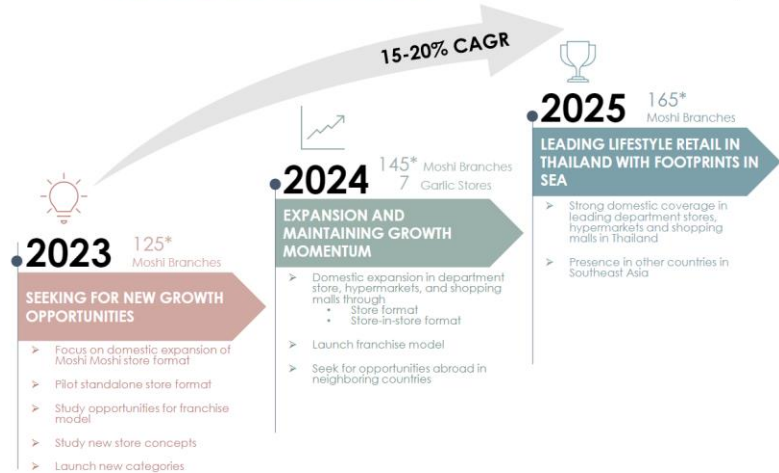 15-20% CAGR
2023
125*
Moshi Branches
SEEKING FOR NEW GROWTH
OPPORTUNITIES
➢ Focus on domestic expansion of
Moshi Moshi store format
➢ Pilot standalone store format
➢ Study opportunities for franchise
model
➢ Study new store concepts
➢ Launch new categories
2024
145* Moshi Branches
7 Garlic Stores
EXPANSION AND
MAINTAINING GROWTH
MOMENTUM
➢ Domestic expansion in department
store, hypermarkets, and shopping
malls through
• Store format
• Store-in-store format
➢ Launch franchise model
➢ Seek for opportunities abroad in
neighboring countries
2025
165*
Moshi Branches
LEADING LIFESTYLE RETAIL IN
THAILAND WITH FOOTPRINTS IN
SEA
➢ Strong domestic coverage in
leading department stores,
hypermarkets and shopping
malls in Thailand
➢ Presence in other countries in
Southeast Asia